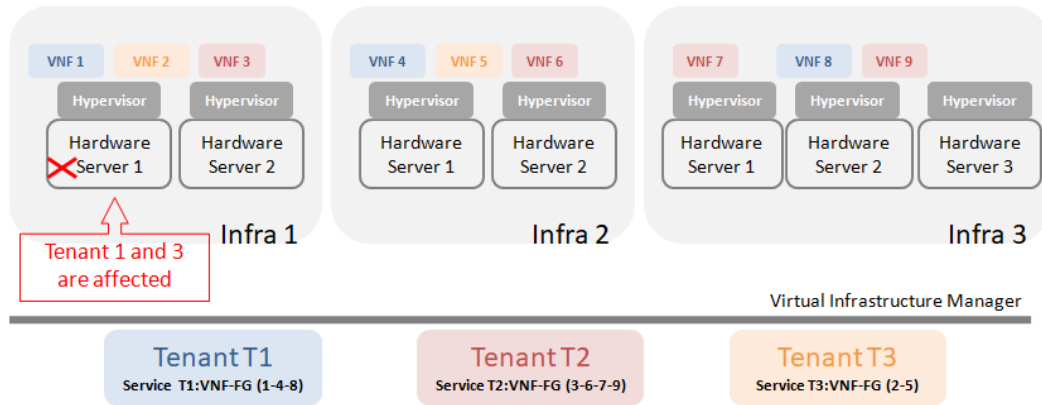 VNF 1
VNF 2
VNF 3
VNF 4
VNF 5
VNF 6
VNF 7
VNF 8
VNF 9
Hypervisor
Hypervisor
Hypervisor
Hypervisor
Hypervisor
Hypervisor
Hypervisor
Hardware
Server 1
Hardware
Server 2
Hardware
Server 1
Hardware
Server 2
Hardware
Server 1
Hardware
Server 2
Hardware
Server 3
Infra 1
Infra 2
Infra 3
Tenant 1 and 3
are affected
Virtual Infrastructure Manager
Tenant T1
Service T1:VNF-FG (1-4-8)
Tenant T2
Service T2:VNF-FG (3-6-7-9)
Tenant T3
Service T3:VNF-FG (2-5)